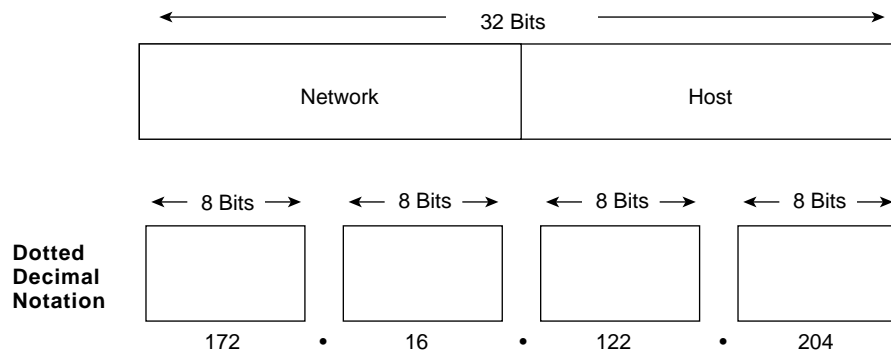 32 Bits
Network Host
8 Bits 8 Bits 8 Bits 8 Bits
Dotted
Decimal
Notation
172 • 16 • 122 • 204